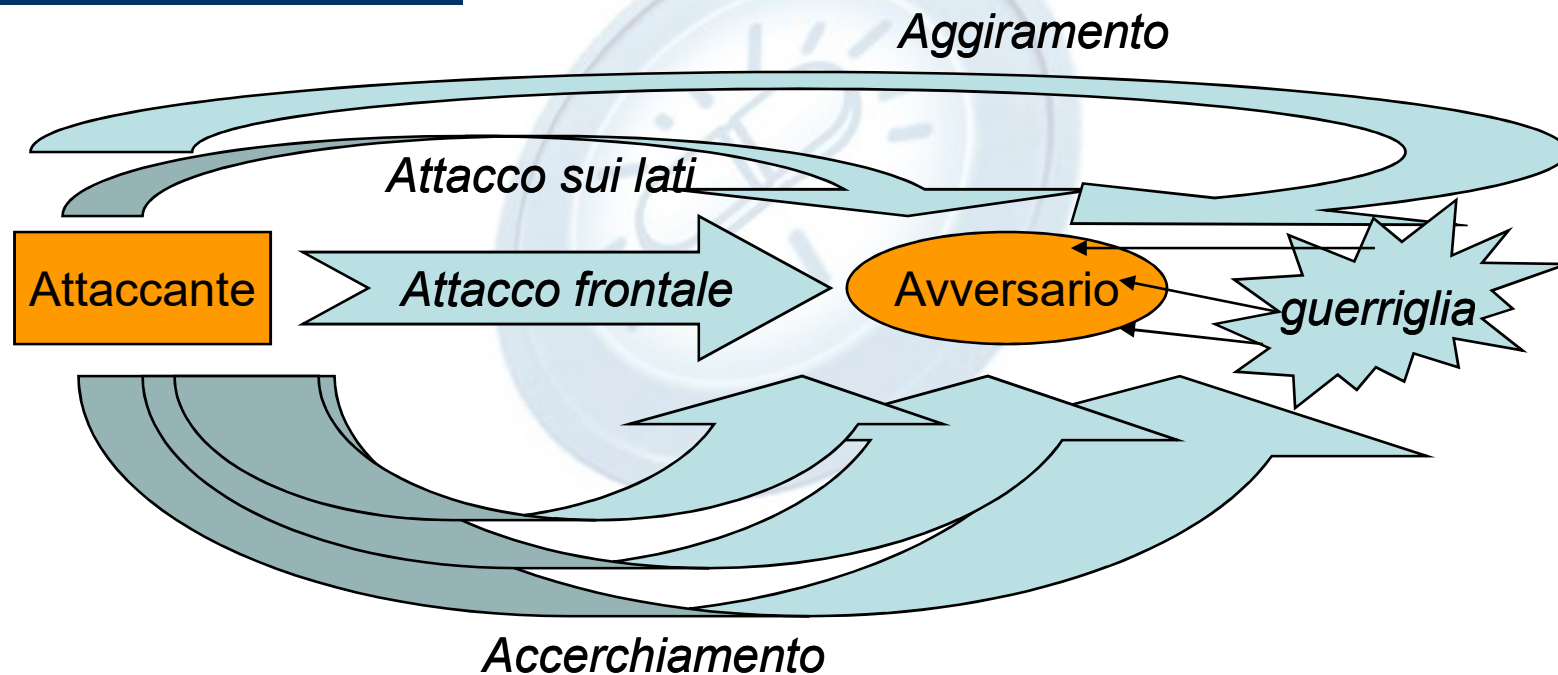 Aggiramento
Attacco sui lati
Attaccante
Attacco frontale
Avversario
guerriglia
Accerchiamento